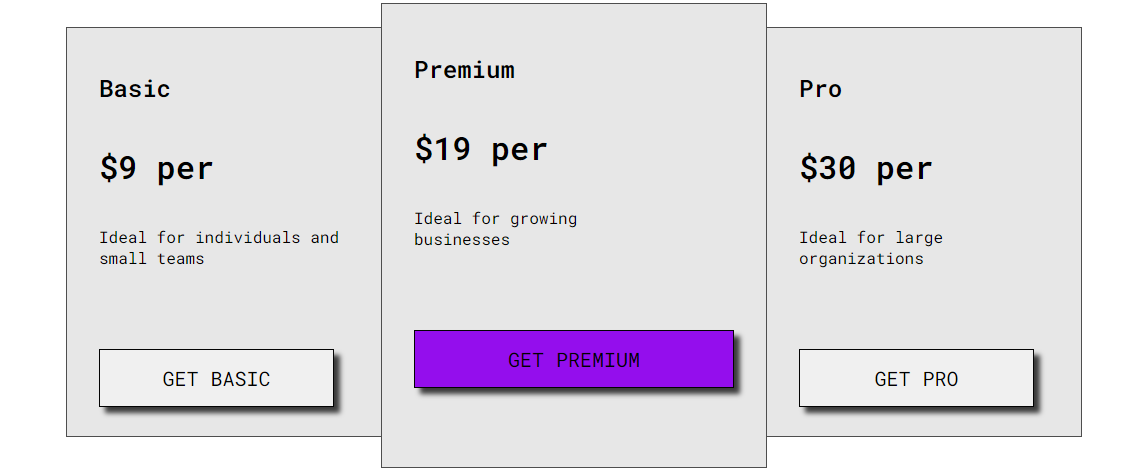 Basic
$9 per
Ideal for individuals and
small teams
GET BASIC
Premium
$19 per
Ideal for growing
businesses
GET PREMIUM
Pro
$30 per
Ideal for large
organizations
GET PRO